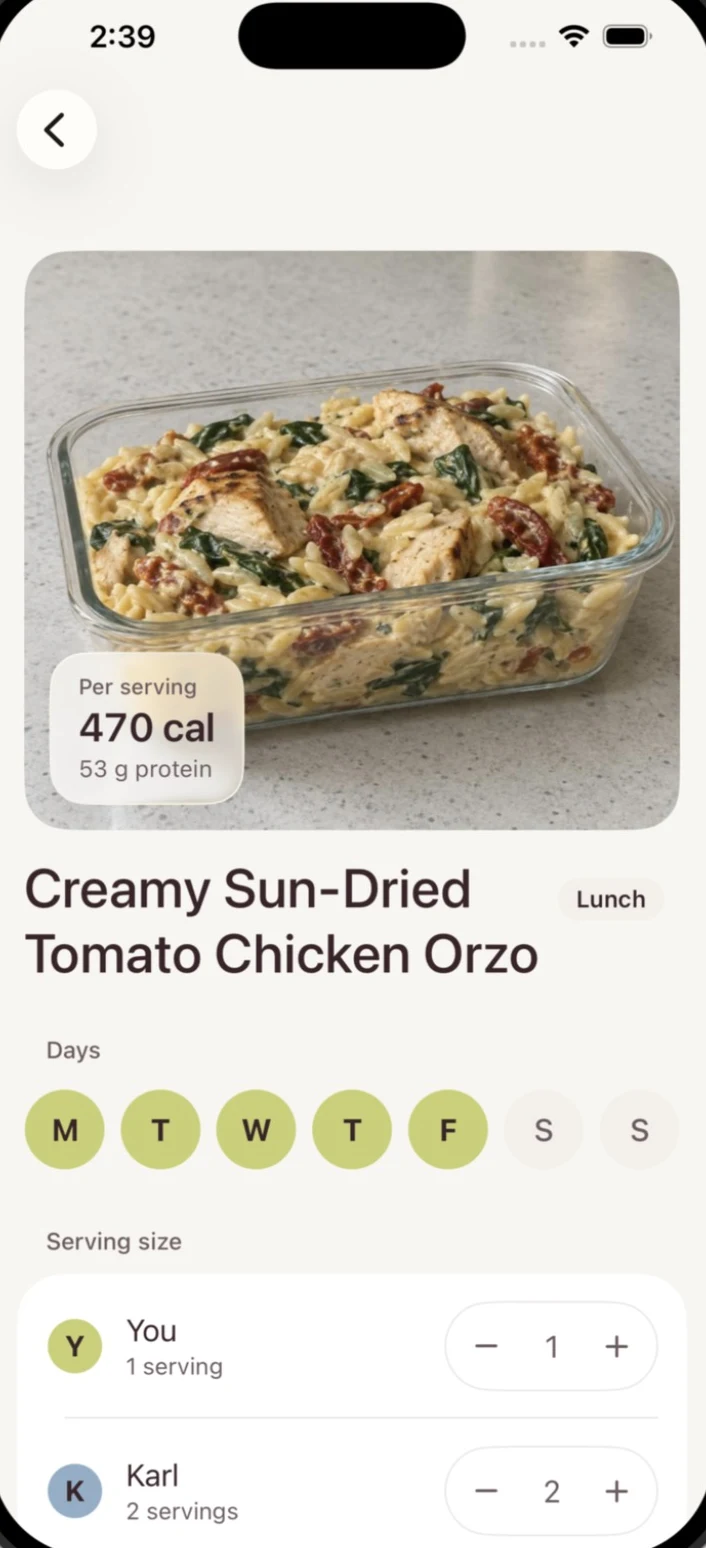 2:39
Per serving
470 cal
53 g protein
Creamy Sun-Dried
Tomato Chicken Orzo
Lunch
Days
M T W T F S S
Serving size
Y
You
1 serving
− 1 +
K
Karl
2 servings
− 2 +